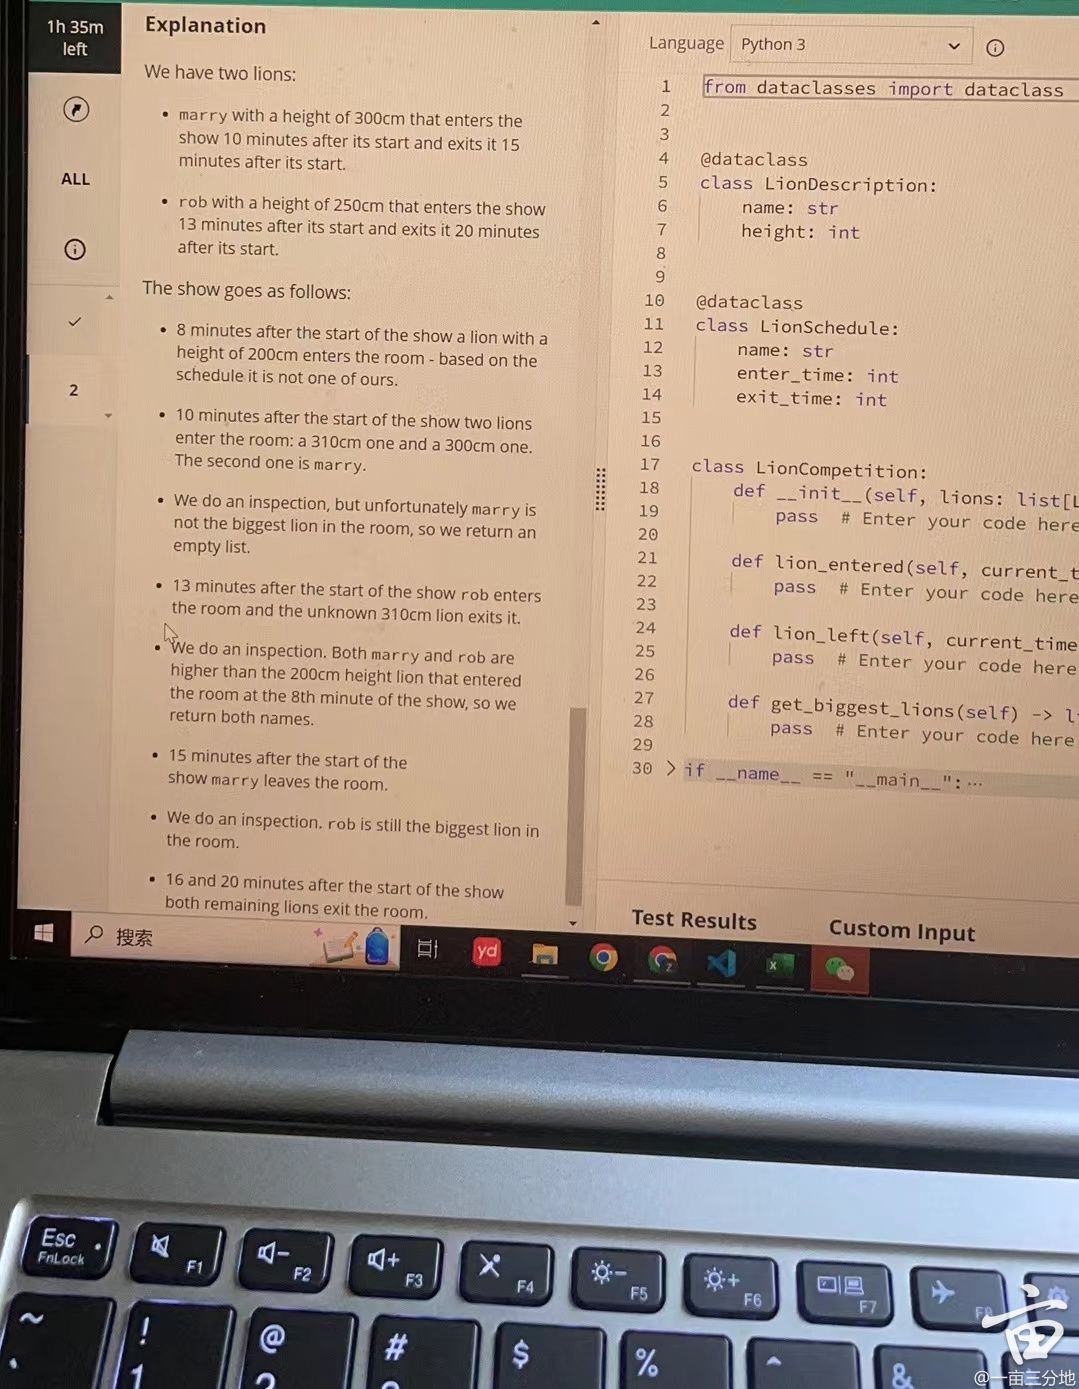 1h 35m
left
ALL
2
Explanation
We have two lions:
• marry with a height of 300cm that enters the
show 10 minutes after its start and exits it 15
minutes after its start.
• rob with a height of 250cm that enters the show
13 minutes after its start and exits it 20 minutes
after its start.
The show goes as follows:
• 8 minutes after the start of the show a lion with a
height of 200cm enters the room - based on the
schedule it is not one of ours.
• 10 minutes after the start of the show two lions
enter the room: a 310cm one and a 300cm one.
The second one is marry.
• We do an inspection, but unfortunately marry is
not the biggest lion in the room, so we return an
empty list.
• 13 minutes after the start of the show rob enters
the room and the unknown 310cm lion exits it.
• We do an inspection. Both marry and rob are
higher than the 200cm height lion that entered
the room at the 8th minute of the show, so we
return both names.
• 15 minutes after the start of the
show marry leaves the room.
• We do an inspection. rob is still the biggest lion in
the room.
• 16 and 20 minutes after the start of the show
both remaining lions exit the room.
Language Python 3
1 from dataclasses import dataclass
2
3
4 @dataclass
5 class LionDescription:
6 name: str
7 height: int
8
9
10 @dataclass
11 class LionSchedule:
12 name: str
13 enter_time: int
14 exit_time: int
15
16
17 class LionCompetition:
18 def __init__(self, lions: list[L
19 pass # Enter your code here
20
21 def lion_entered(self, current_t
22 pass # Enter your code here
23
24 def lion_left(self, current_time
25 pass # Enter your code here
26
27 def get_biggest_lions(self) -> l
28 pass # Enter your code here
29
30 > if __name__ == "__main__":…
Test Results Custom Input
搜索
yd
Esc
FnLock
F1
F2
F3
F4
F5
F6
F7
F8
~
! 1
@ 2
#
$
%
^
&
亩
@一亩三分地